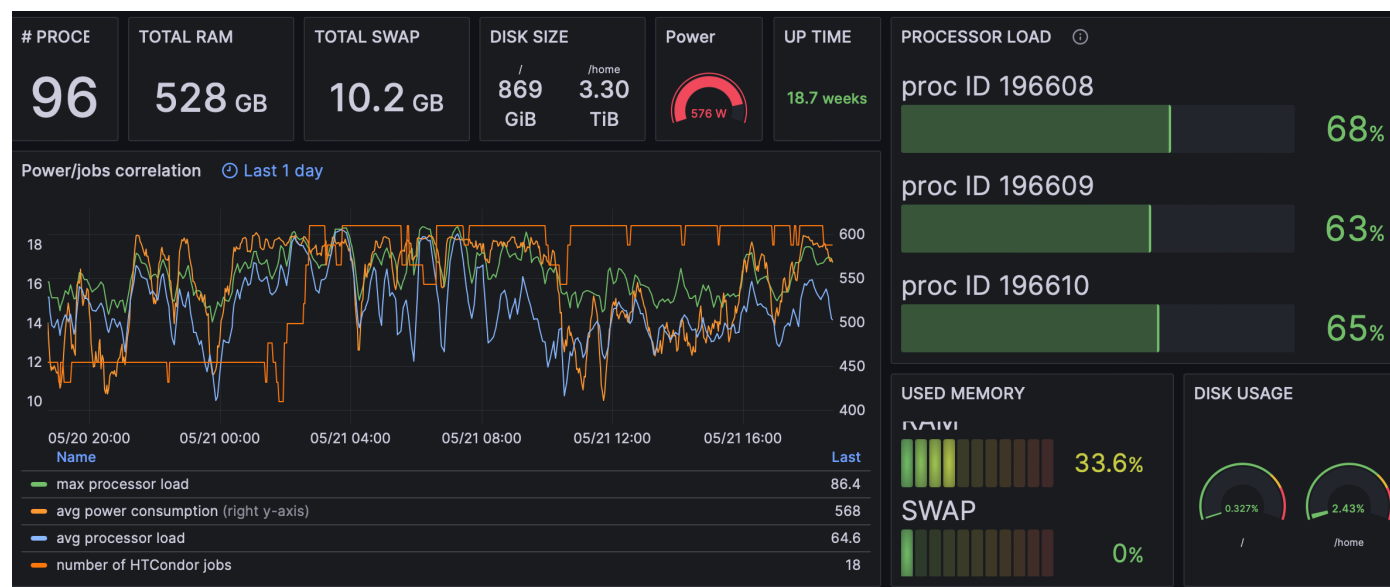 # PROCE
96
TOTAL RAM
528 GB
TOTAL SWAP
10.2 GB
DISK SIZE
/
869
GiB
/home
3.30
TiB
Power
576 W
UP TIME
18.7 weeks
PROCESSOR LOAD
proc ID 196608
68%
proc ID 196609
63%
proc ID 196610
65%
Power/jobs correlation Last 1 day
18
16
14
12
10
600
550
500
450
400
05/20 20:00 05/21 00:00 05/21 04:00 05/21 08:00 05/21 12:00 05/21 16:00
Name Last
max processor load 86.4
avg power consumption (right y-axis) 568
avg processor load 64.6
number of HTCondor jobs 18
USED MEMORY
RAM
33.6%
SWAP
0%
DISK USAGE
0.327%
/
2.43%
/home